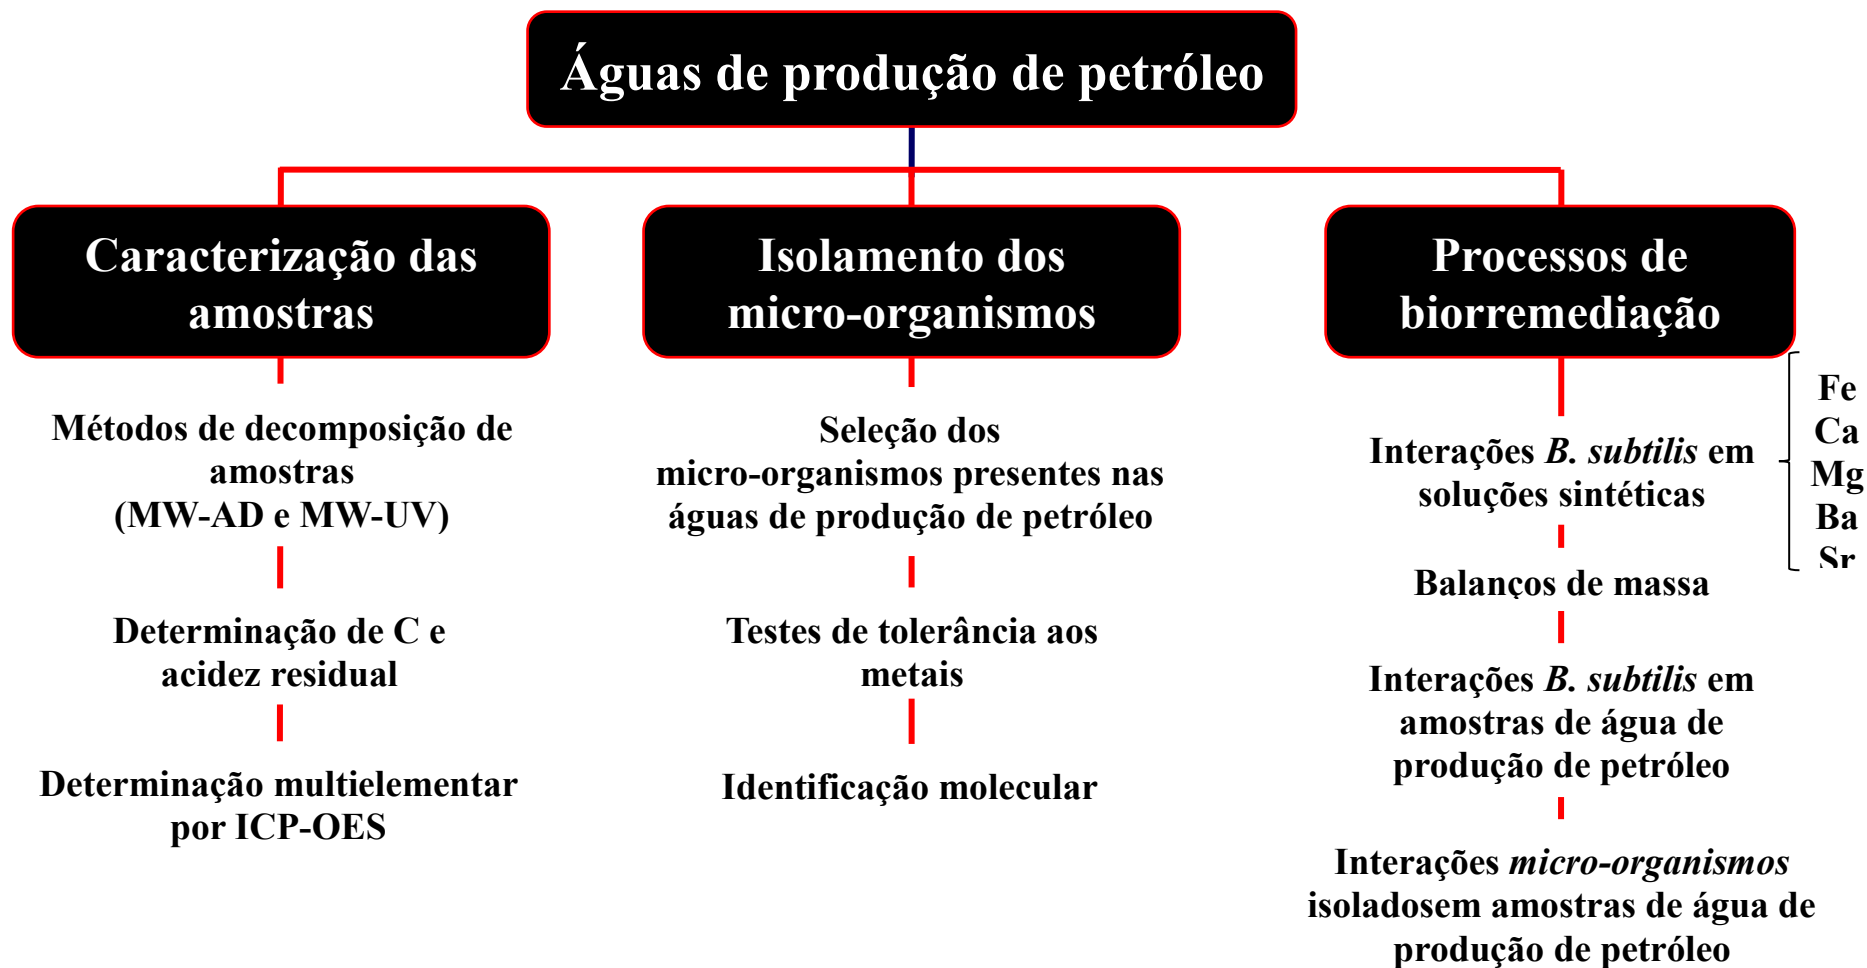 Águas de produção de petróleo
Caracterização das
amostras
Métodos de decomposição de
amostras
(MW-AD e MW-UV)
Determinação de C e
acidez residual
Determinação multielementar
por ICP-OES
Isolamento dos
micro-organismos
Seleção dos
micro-organismos presentes nas
águas de produção de petróleo
Testes de tolerância aos
metais
Identificação molecular
Processos de
biorremediação
Interações B. subtilis em
soluções sintéticas
Fe
Ca
Mg
Ba
Sr
Balanços de massa
Interações B. subtilis em
amostras de água de
produção de petróleo
Interações micro-organismos
isoladosem amostras de água de
produção de petróleo